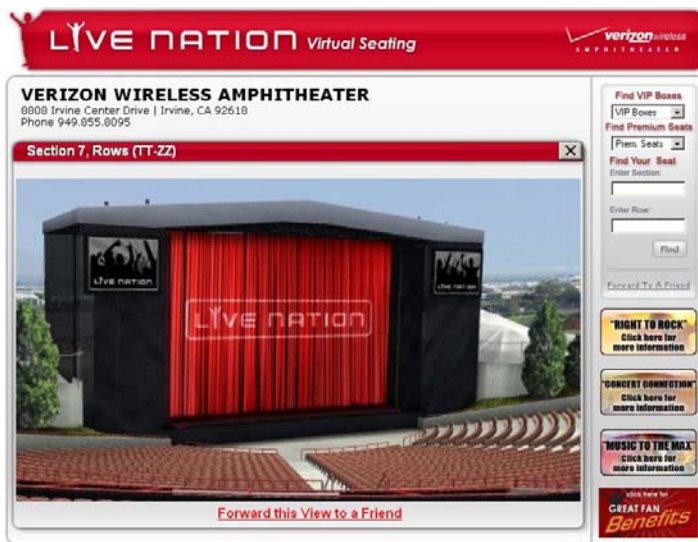 LIVE NATION Virtual Seating
verizon wireless
AMPHITHEATER
VERIZON WIRELESS AMPHITHEATER
8808 Irvine Center Drive | Irvine, CA 92618
Phone 949.855.8095
Section 7, Rows (TT-ZZ)
X
LIVE NATION
LIVE NATION
LIVE NATION
Forward this View to a Friend
Find VIP Boxes
VIP Boxes
Find Premium Seats
Prem. Seats
Find Your Seat
Enter Section:
Enter Row:
Find
Forward To A Friend
"RIGHT TO ROCK"
Click here for
more information
"CONCERT CONNECTION"
Click here for
more information
"MUSIC TO THE MAX"
Click here for
more information
click here for
GREAT FAN
Benefits